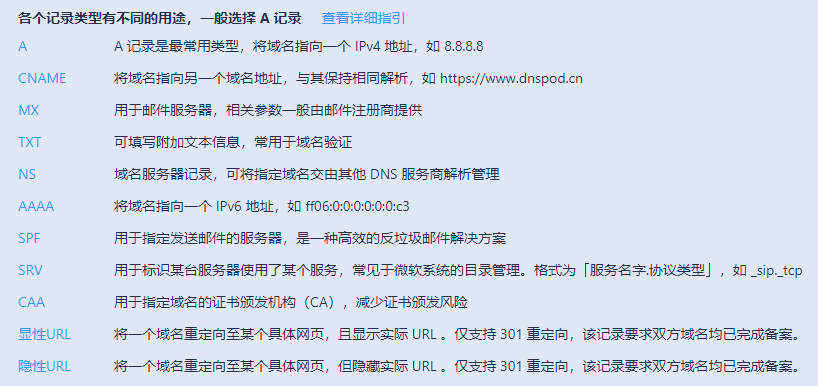 各个记录类型有不同的用途，一般选择 A 记录 查看详细指引
A A 记录是最常用类型，将域名指向一个 IPv4 地址，如 8.8.8.8
CNAME 将域名指向另一个域名地址，与其保持相同解析，如 https://www.dnspod.cn
MX 用于邮件服务器，相关参数一般由邮件注册商提供
TXT 可填写附加文本信息，常用于域名验证
NS 域名服务器记录，可将指定域名交由其他 DNS 服务商解析管理
AAAA 将域名指向一个 IPv6 地址，如 ff06:0:0:0:0:0:0:c3
SPF 用于指定发送邮件的服务器，是一种高效的反垃圾邮件解决方案
SRV 用于标识某台服务器使用了某个服务，常见于微软系统的目录管理。格式为「服务名字.协议类型」，如 _sip._tcp
CAA 用于指定域名的证书颁发机构（CA），减少证书颁发风险
显性URL 将一个域名重定向至某个具体网页，且显示实际 URL 。仅支持 301 重定向，该记录要求双方域名均已完成备案。
隐性URL 将一个域名重定向至某个具体网页，但隐藏实际 URL 。仅支持 301 重定向，该记录要求双方域名均已完成备案。